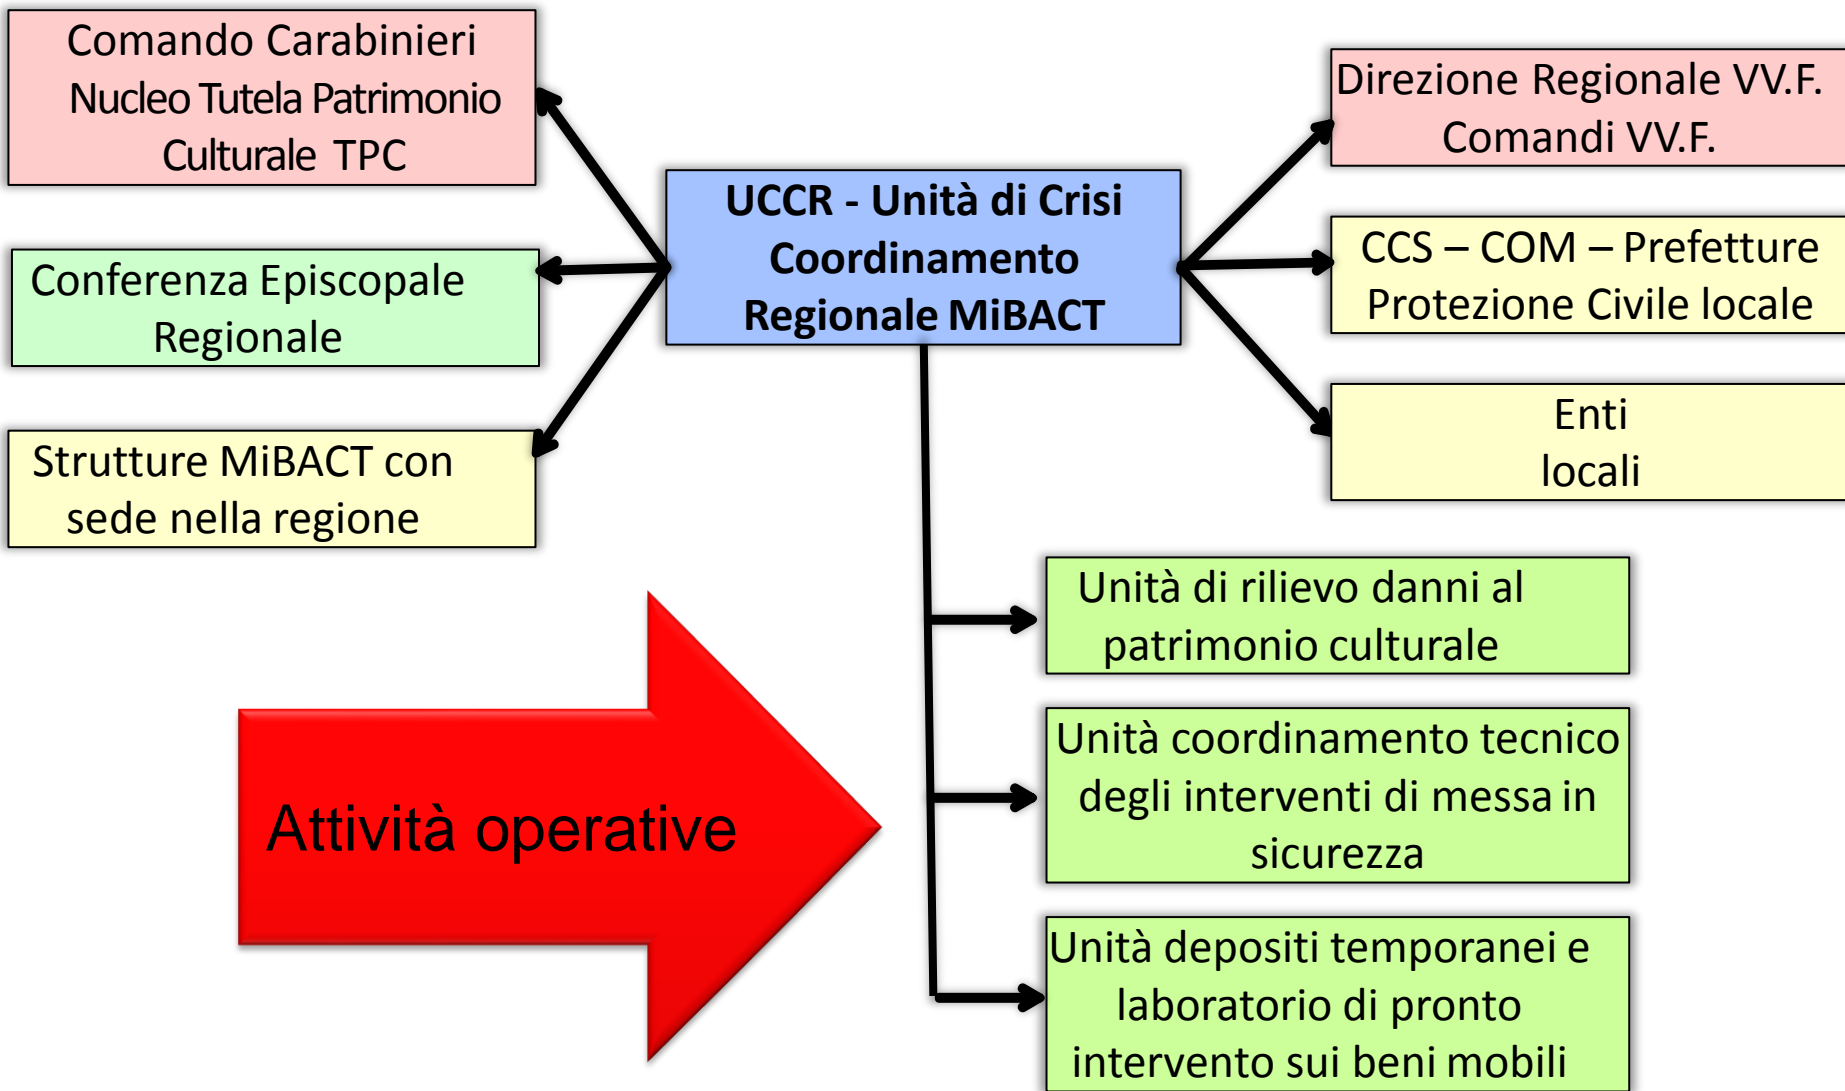 Comando Carabinieri
Nucleo Tutela Patrimonio
Culturale TPC
Conferenza Episcopale
Regionale
Strutture MiBACT con
sede nella regione
UCCR - Unità di Crisi
Coordinamento
Regionale MiBACT
Direzione Regionale VV.F.
Comandi VV.F.
CCS – COM – Prefetture
Protezione Civile locale
Enti
locali
Attività operative
Unità di rilievo danni al
patrimonio culturale
Unità coordinamento tecnico
degli interventi di messa in
sicurezza
Unità depositi temporanei e
laboratorio di pronto
intervento sui beni mobili